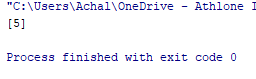 "C:\Users\Achal\OneDrive - Athlone I
[5]
Process finished with exit code 0